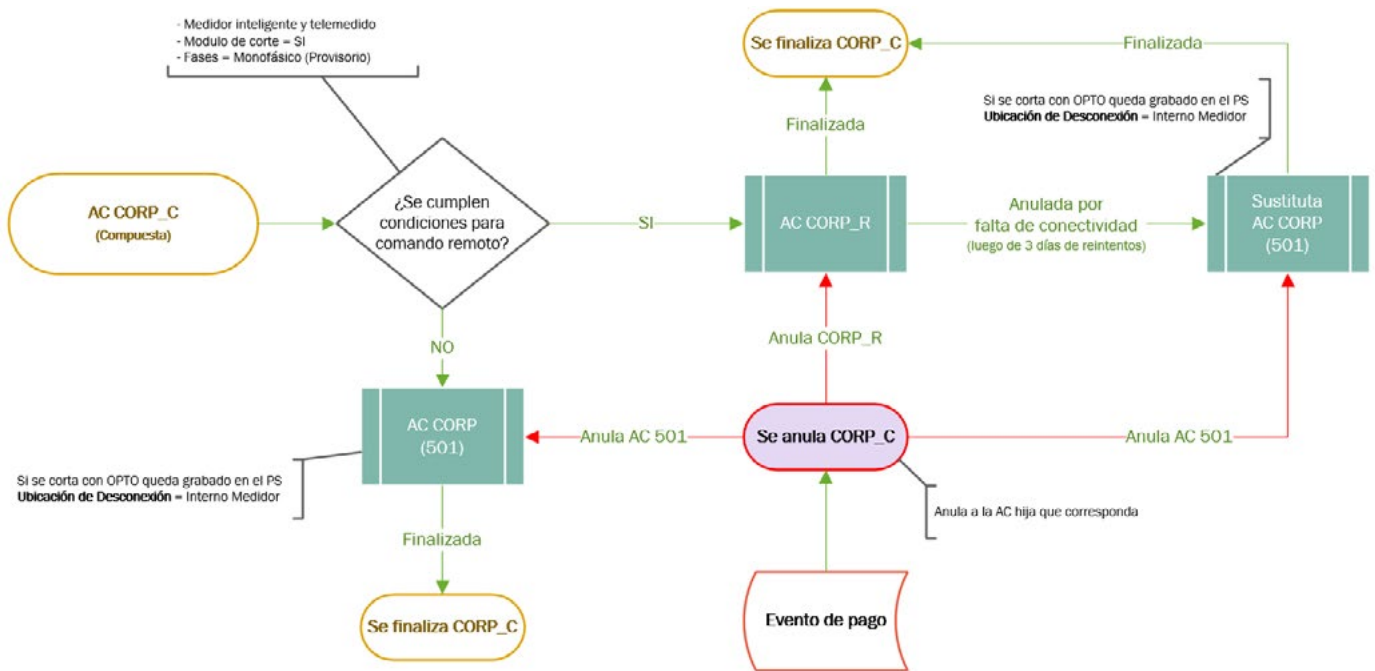 - Medidor inteligente y telemedido
- Modulo de corte = SI
- Fases = Monofásico (Provisorio)
Se finaliza CORP_C
Finalizada
Si se corta con OPTO queda grabado en el PS
Ubicación de Desconexión = Interno Medidor
Finalizada
AC CORP_C
(Compuesta)
¿Se cumplen
condiciones para
comando remoto?
SI
AC CORP_R
Anulada por
falta de conectividad
(luego de 3 días de reintentos)
Sustituta
AC CORP
(501)
NO
Anula CORP_R
AC CORP
(501)
Anula AC 501
Se anula CORP_C
Anula AC 501
Si se corta con OPTO queda grabado en el PS
Ubicación de Desconexión = Interno Medidor
Anula a la AC hija que corresponda
Finalizada
Se finaliza CORP_C
Evento de pago